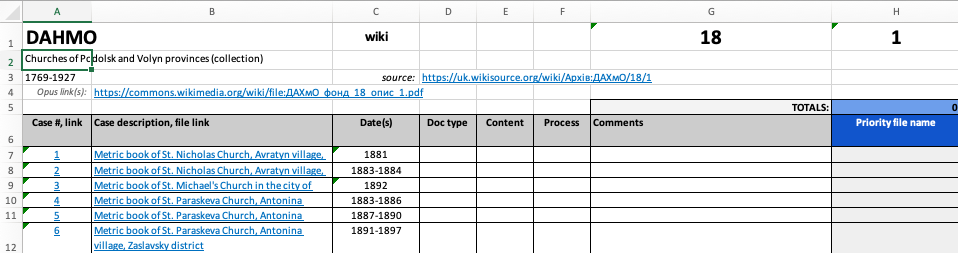 A B C D E F G H
1 DAHMO wiki 18 1
2 Churches of Podolsk and Volyn provinces (collection)
3 1769-1927 source: https://uk.wikisource.org/wiki/Архів:ДАХмО/18/1
4 Opus link(s): https://commons.wikimedia.org/wiki/file:ДАХмО_фонд_18_опис_1.pdf
5 TOTALS: 0
6 Case #, link Case description, file link Date(s) Doc type Content Process Comments Priority file name
7 1 Metric book of St. Nicholas Church, Avratyn village, 1881
8 2 Metric book of St. Nicholas Church, Avratyn village, 1883-1884
9 3 Metric book of St. Michael's Church in the city of 1892
10 4 Metric book of St. Paraskeva Church, Antonina 1883-1886
11 5 Metric book of St. Paraskeva Church, Antonina 1887-1890
6 Metric book of St. Paraskeva Church, Antonina 1891-1897
12 village, Zaslavsky district